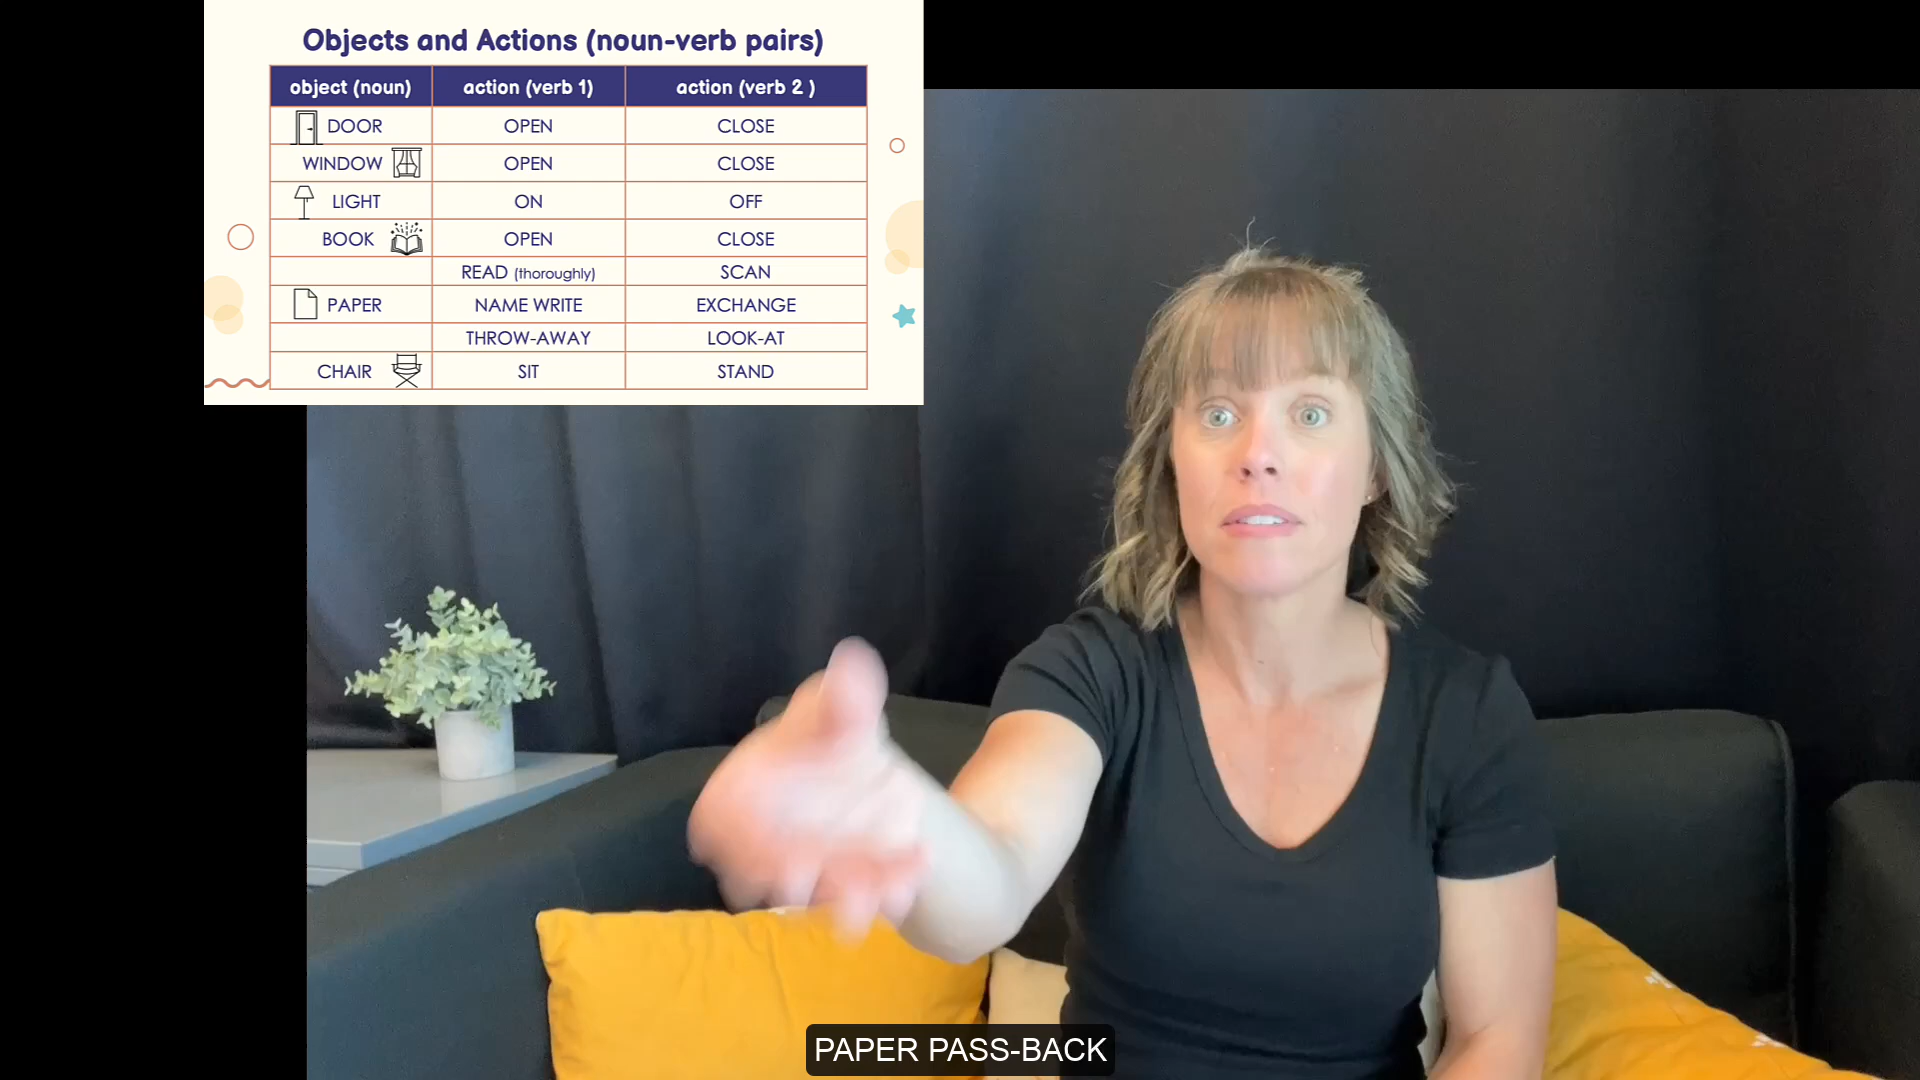 Objects and Actions (noun-verb pairs)
object (noun) action (verb 1) action (verb 2 )
DOOR OPEN CLOSE
WINDOW OPEN CLOSE
LIGHT ON OFF
BOOK OPEN CLOSE
READ (thoroughly) SCAN
PAPER NAME WRITE EXCHANGE
THROW-AWAY LOOK-AT
CHAIR SIT STAND
PAPER PASS-BACK